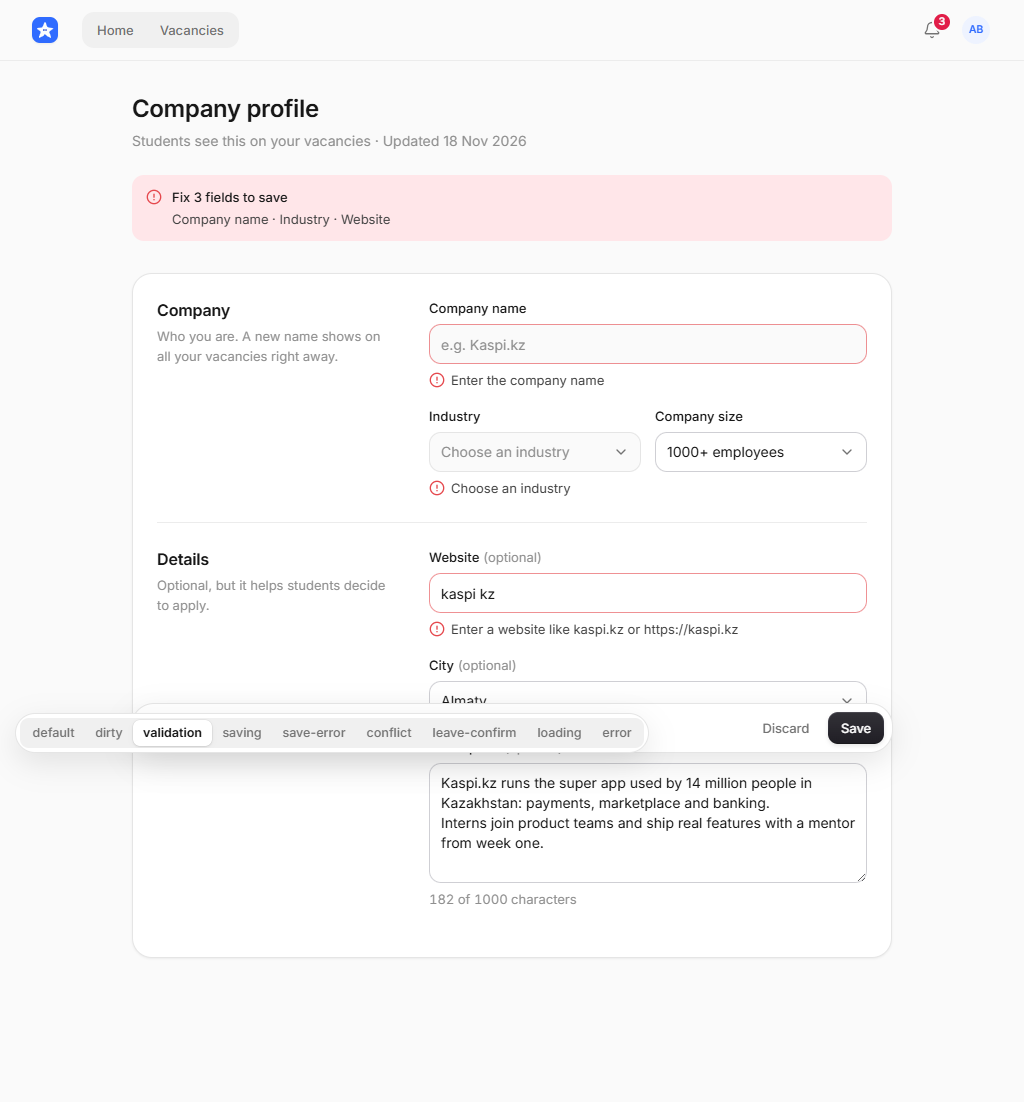 Home
Vacancies
3
AB
Company profile
Students see this on your vacancies · Updated 18 Nov 2026
Fix 3 fields to save
Company name · Industry · Website
Company
Who you are. A new name shows on
all your vacancies right away.
Company name
e.g. Kaspi.kz
Enter the company name
Industry
Company size
Choose an industry
1000+ employees
Choose an industry
Details
Optional, but it helps students decide
to apply.
Website (optional)
kaspi kz
Enter a website like kaspi.kz or https://kaspi.kz
City (optional)
Almaty
default
dirty
validation
saving
save-error
conflict
leave-confirm
loading
error
Discard
Save
Kaspi.kz runs the super app used by 14 million people in
Kazakhstan: payments, marketplace and banking.
Interns join product teams and ship real features with a mentor
from week one.
182 of 1000 characters